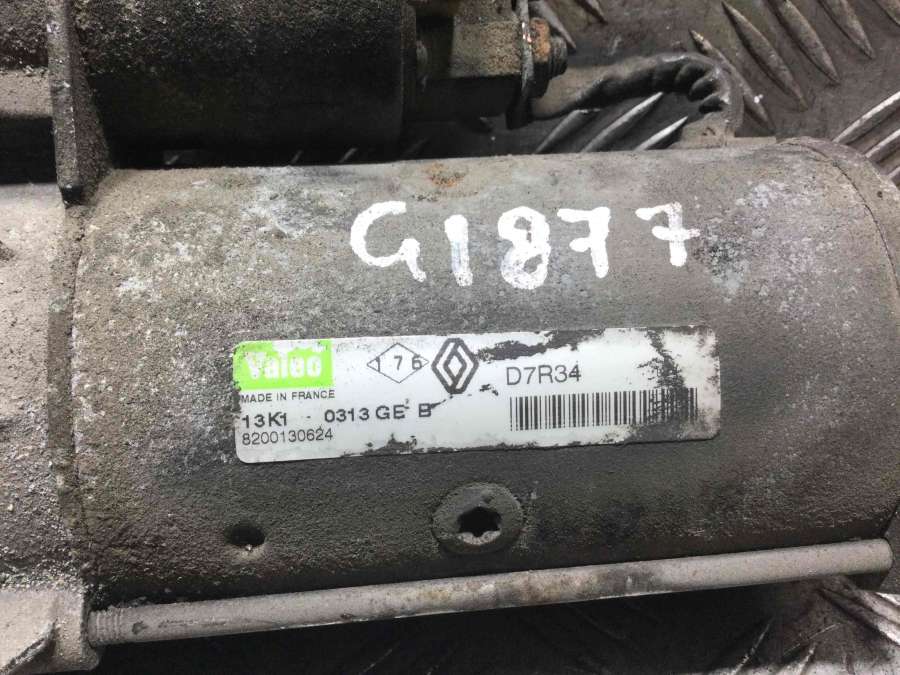 G1877
Valeo
176
D7R34
MADE IN FRANCE
13K1 - 0313 GE B
8200130624